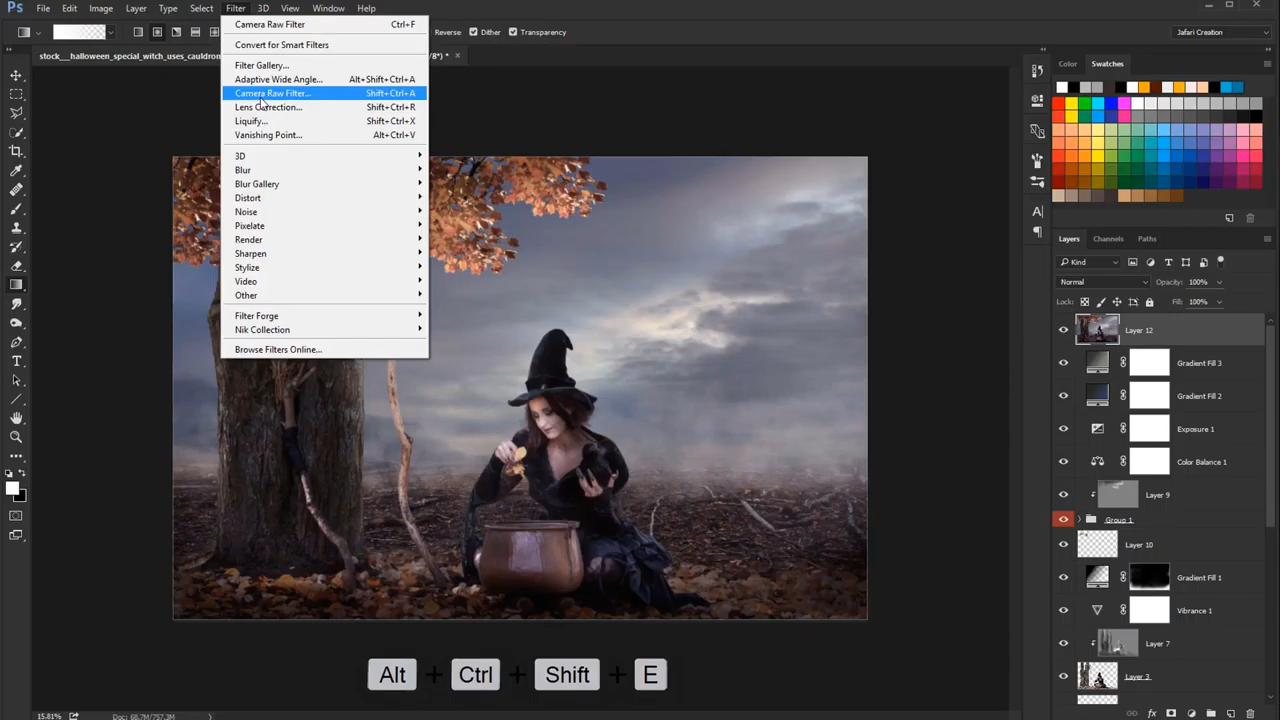 Ps File Edit Image Layer Type Select Filter 3D View Window Help
Reverse Dither Transparency Jafari Creation
stock__halloween_special_witch_uses_cauldron
/8*) * ×
Camera Raw Filter Ctrl+F
Convert for Smart Filters
Filter Gallery...
Adaptive Wide Angle... Alt+Shift+Ctrl+A
Camera Raw Filter... Shift+Ctrl+A
Lens Correction... Shift+Ctrl+R
Liquify... Shift+Ctrl+X
Vanishing Point... Alt+Ctrl+V
3D
Blur
Blur Gallery
Distort
Noise
Pixelate
Render
Sharpen
Stylize
Video
Other
Filter Forge
Nik Collection
Browse Filters Online...
Color Swatches
Layers Channels Paths
Kind
Normal Opacity: 100%
Lock: Fill: 100%
Layer 12
Gradient Fill 3
Gradient Fill 2
Exposure 1
Color Balance 1
Layer 9
Group 1
Layer 10
Gradient Fill 1
Vibrance 1
Layer 7
Layer 3
Alt + Ctrl + Shift + E
15.81% Doc: 68.7M/757.3M